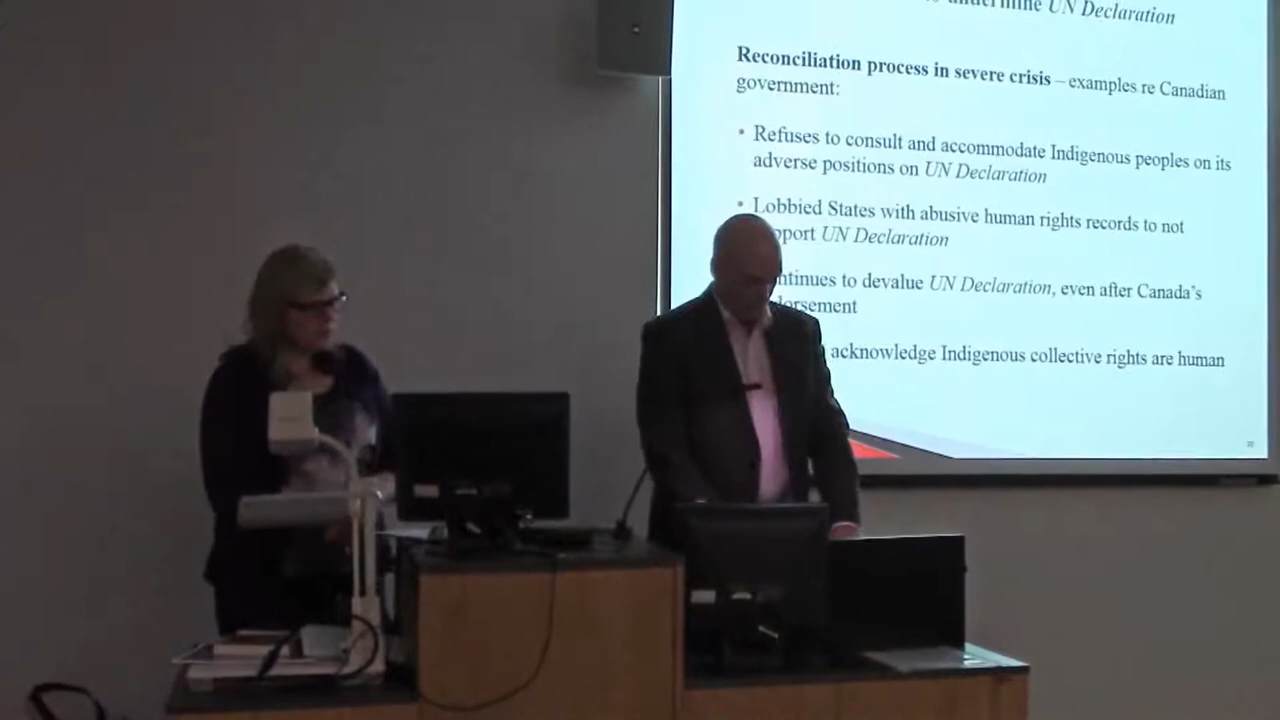 undermine UN Declaration
Reconciliation process in severe crisis – examples re Canadian
government:
• Refuses to consult and accommodate Indigenous peoples on its
adverse positions on UN Declaration
• Lobbied States with abusive human rights records to not
port UN Declaration
ntinues to devalue UN Declaration, even after Canada's
dorsement
acknowledge Indigenous collective rights are human